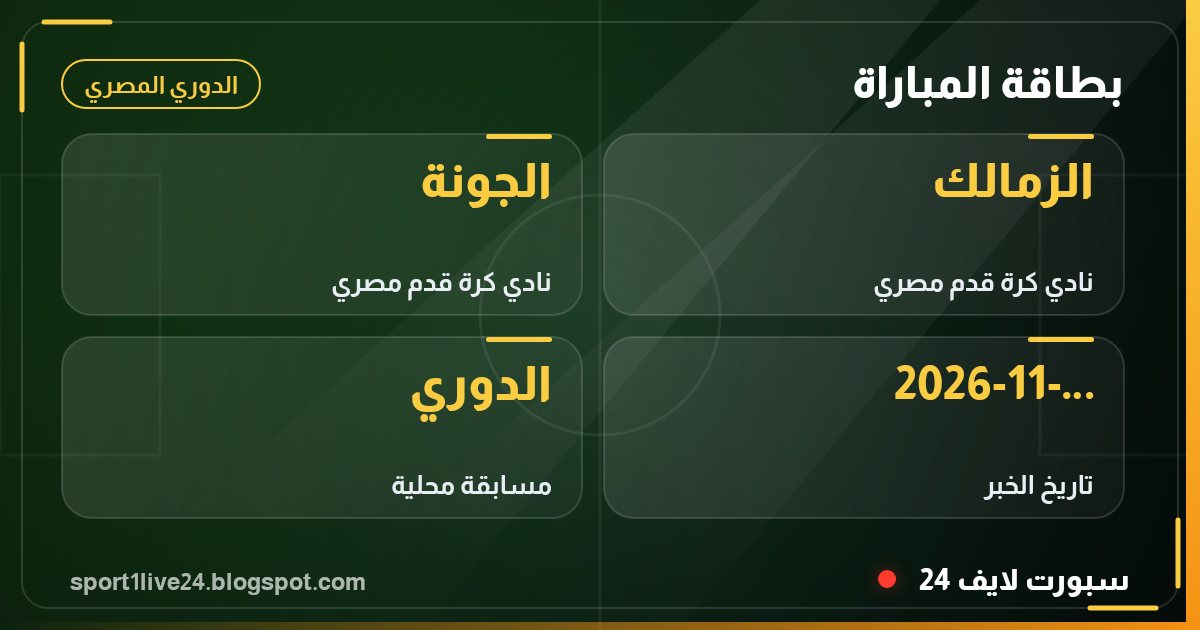 بطاقة المباراة
الدوري المصري
الزمالك
نادي كرة قدم مصري
الجونة
نادي كرة قدم مصري
2026-11-...
تاريخ الخبر
الدوري
مسابقة محلية
سبورت لايف 24
sport1live24.blogspot.com